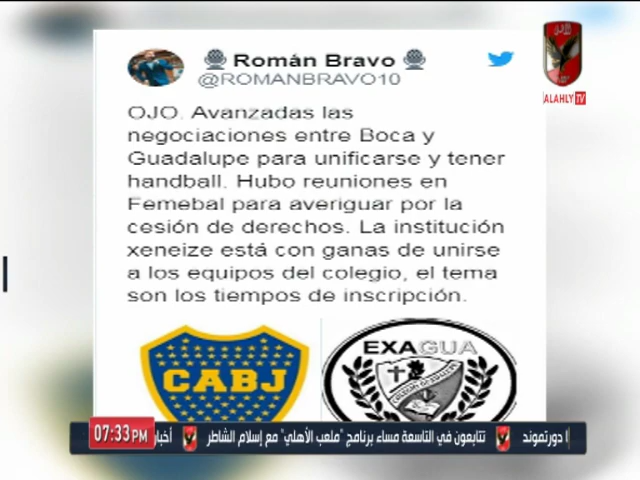 Román Bravo
@ROMANBRAVO10
ALAHLY TV
OJO. Avanzadas las
negociaciones entre Boca y
Guadalupe para unificarse y tener
handball. Hubo reuniones en
Femebal para averiguar por la
cesión de derechos. La institución
xeneize está con ganas de unirse
a los equipos del colegio, el tema
son los tiempos de inscripción.
CABJ
EXAGUA
07:33 PM
ا دورتموند تتابعون في التاسعة مساء برنامج "ملعب الأهلي" مع إسلام الشاطر أخبار